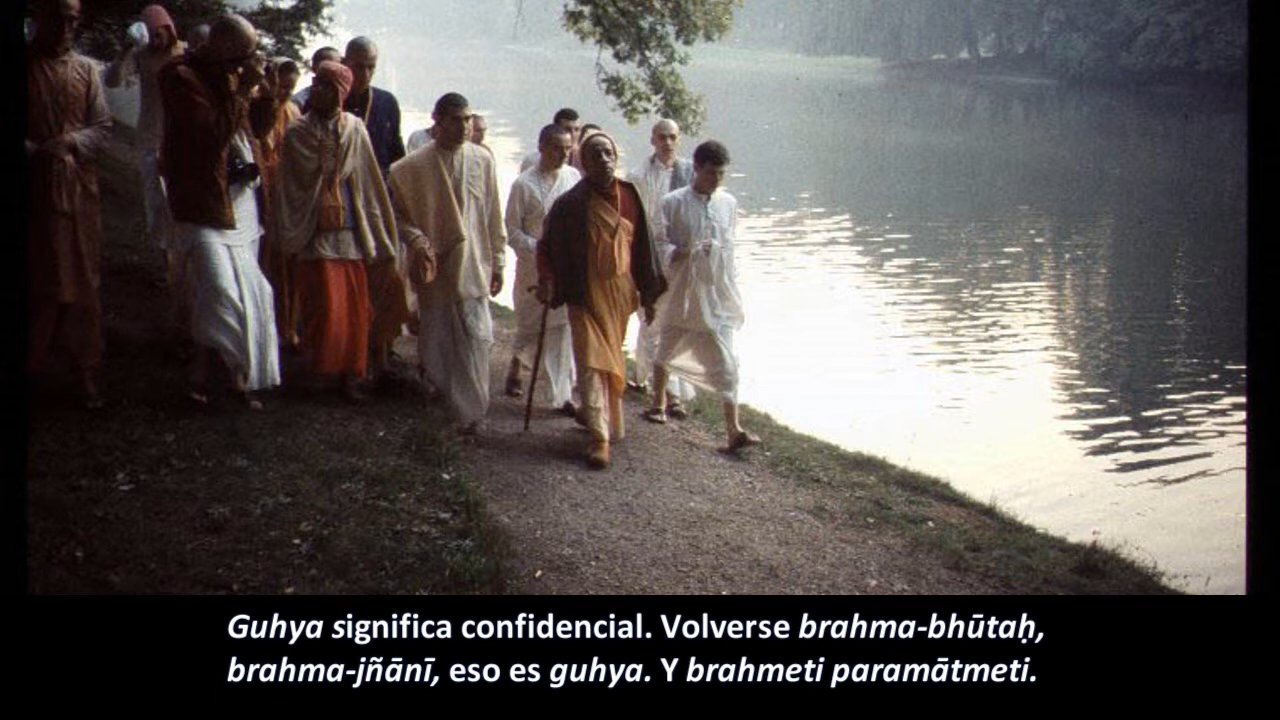 Guhya significa confidencial. Volverse brahma-bhūtaḥ,
brahma-jñānī, eso es guhya. Y brahmeti paramātmeti.